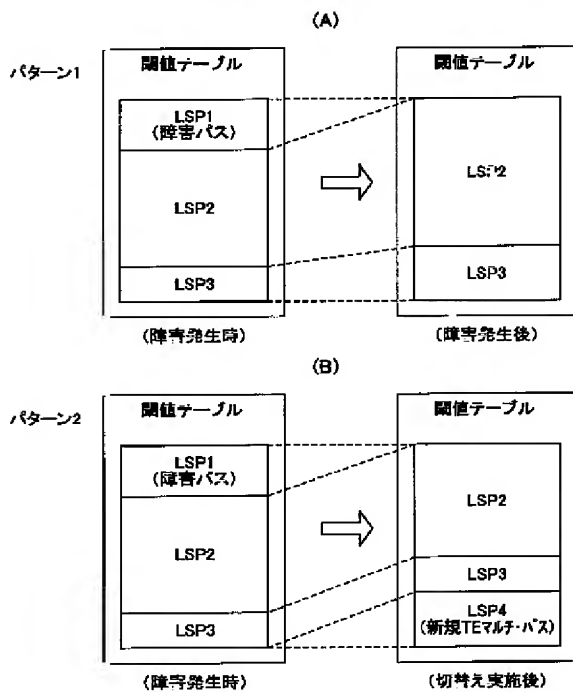 (A)
パターン1
閾値テーブル
閾値テーブル
LSP1
(障害パス)
LSP2
LSP3
LSP2
LSP3
(障害発生時)
(障害発生後)
(B)
パターン2
閾値テーブル
閾値テーブル
LSP1
(障害パス)
LSP2
LSP3
LSP2
LSP3
LSP4
(新規TEマルチ・パス)
(障害発生時)
(切替え実施後)